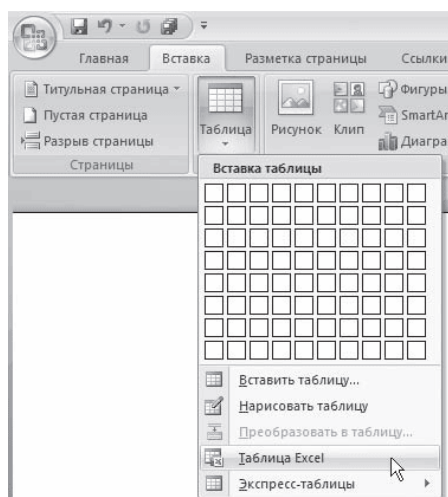 Главная Вставка Разметка страницы Ссылки
Титульная страница
Пустая страница
Разрыв страницы
Страницы
Таблица
Рисунок
Клип
Фигуры
SmartAr
Диагра
Вставка таблицы
Вставить таблицу...
Нарисовать таблицу
Преобразовать в таблицу...
Таблица Excel
Экспресс-таблицы